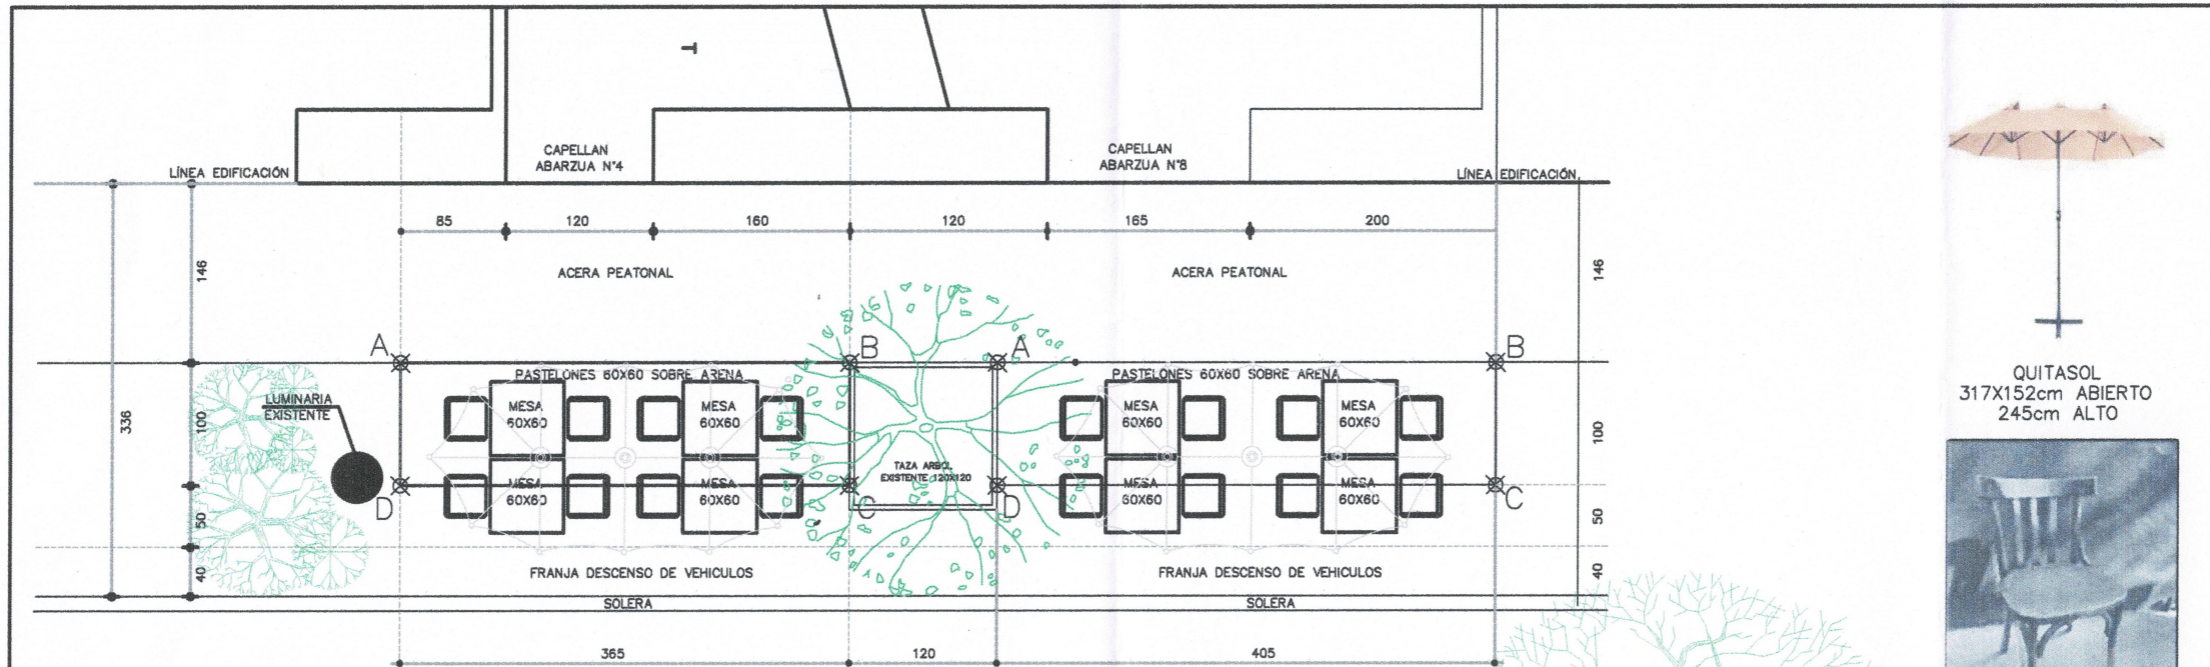 T
CAPELLAN
ABARZUA N°4
CAPELLAN
ABARZUA N°8
LÍNEA EDIFICACIÓN
LÍNEA EDIFICACIÓN
85
120
160
120
165
200
146
ACERA PEATONAL
ACERA PEATONAL
146
A
B
A
B
PASTELONES 60X60 SOBRE ARENA
PASTELONES 60X60 SOBRE ARENA
QUITASOL
317X152cm ABIERTO
245cm ALTO
LUMINARIA
EXISTENTE
336
100
MESA
60X60
MESA
60X60
MESA
60X60
MESA
60X60
100
TAZA ARBOL
EXISTENTE 120X120
MESA
60X60
MESA
60X60
MESA
60X60
MESA
60X60
D
C
D
C
50
50
40
FRANJA DESCENSO DE VEHICULOS
FRANJA DESCENSO DE VEHICULOS
40
SOLERA
SOLERA
365
120
405